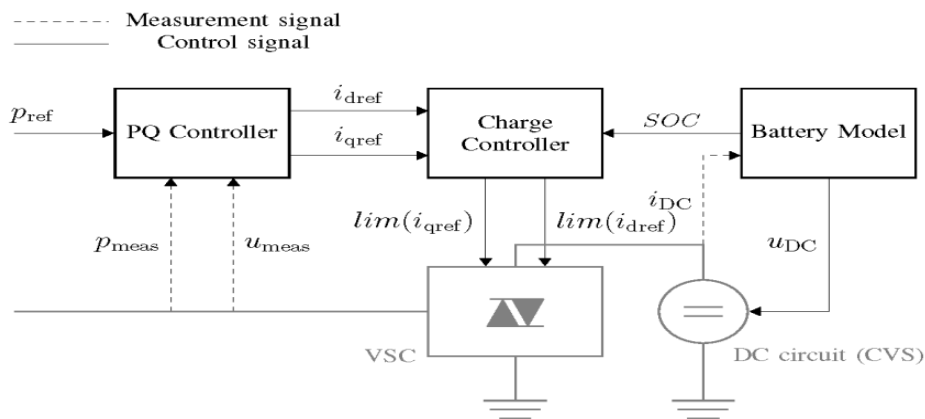 Measurement signal
Control signal
p_ref
PQ Controller
i_dref
i_qref
Charge
Controller
SOC
Battery Model
p_meas
u_meas
lim(i_qref)
lim(i_dref)
i_DC
u_DC
VSC
DC circuit (CVS)